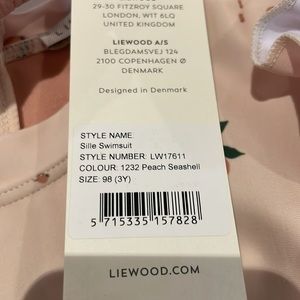 29-30 FITZROY SQUARE
LONDON, W1T 6LQ
UNITED KINGDOM
LIEWOOD A/S
BLEGDAMSVEJ 124
2100 COPENHAGEN Ø
DENMARK
Designed in Denmark
STYLE NAME:
Sille Swimsuit
STYLE NUMBER: LW17611
COLOUR: 1232 Peach Seashell
SIZE: 98 (3Y)
5 715335 157828
LIEWOOD.COM